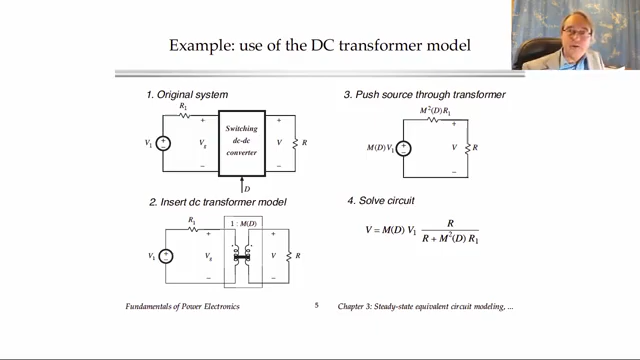 Example: use of the DC transformer model
1. Original system
R1
V1
+
−
+
Vg
−
Switching
dc-dc
converter
D
+
V
−
R
2. Insert dc transformer model
R1
V1
+
−
+
Vg
−
1 : M(D)
+
V
−
R
3. Push source through transformer
M²(D)R1
M(D)V1
+
−
+
V
−
R
4. Solve circuit
V = M(D) V1 R / (R + M²(D) R1)
Fundamentals of Power Electronics
5
Chapter 3: Steady-state equivalent circuit modeling, ...